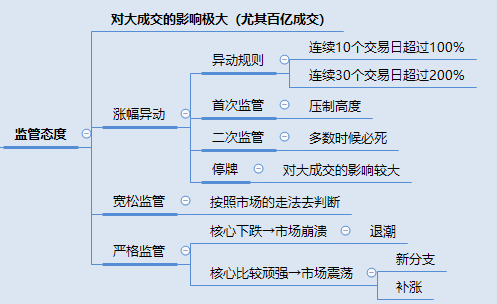 对大成交的影响极大（尤其百亿成交）
监管态度
涨幅异动
异动规则
连续10个交易日超过100%
连续30个交易日超过200%
首次监管
压制高度
二次监管
多数时候必死
停牌
对大成交的影响较大
宽松监管
按照市场的走法去判断
严格监管
核心下跌→市场崩溃
退潮
核心比较顽强→市场震荡
新分支
补涨